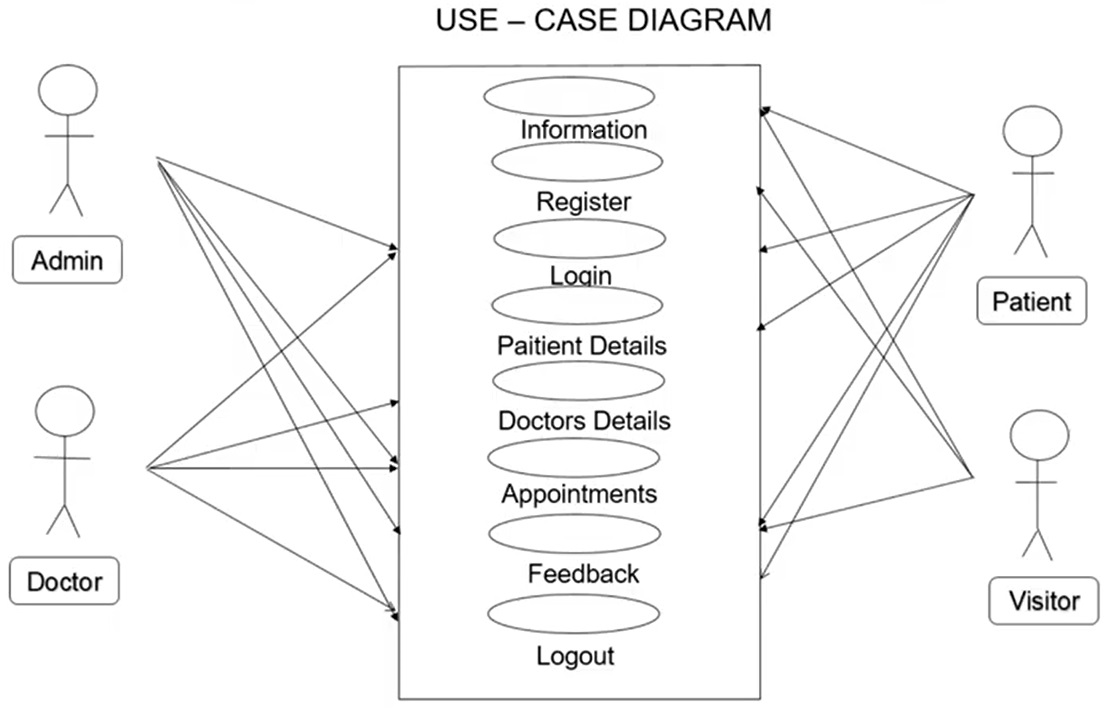 USE – CASE DIAGRAM
Information
Register
Login
Paitient Details
Doctors Details
Appointments
Feedback
Logout
Admin
Doctor
Patient
Visitor